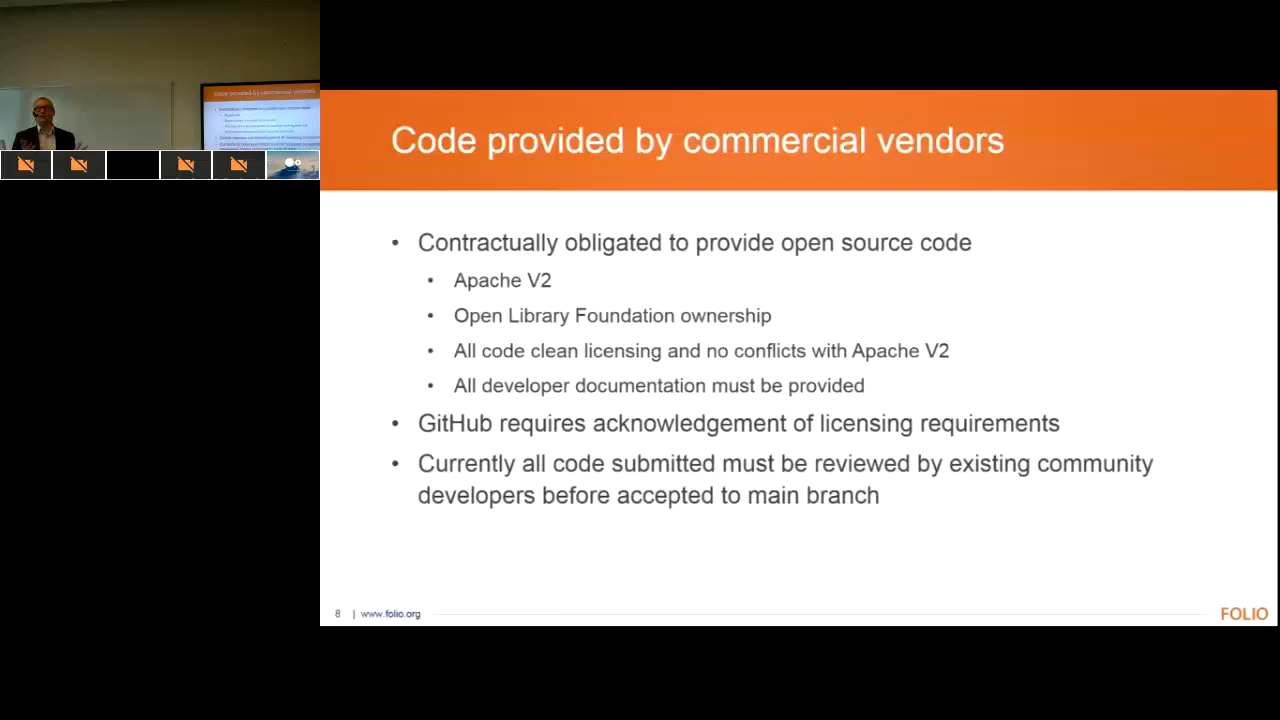 Code provided by commercial vendors
• Contractually obligated to provide open source code
• Apache V2
• Open Library Foundation ownership
• All code clean licensing and no conflicts with Apache V2
• All developer documentation must be provided
• GitHub requires acknowledgement of licensing requirements
• Currently all code submitted must be reviewed by existing community
developers before accepted to main branch
8 | www.folio.org
FOLIO